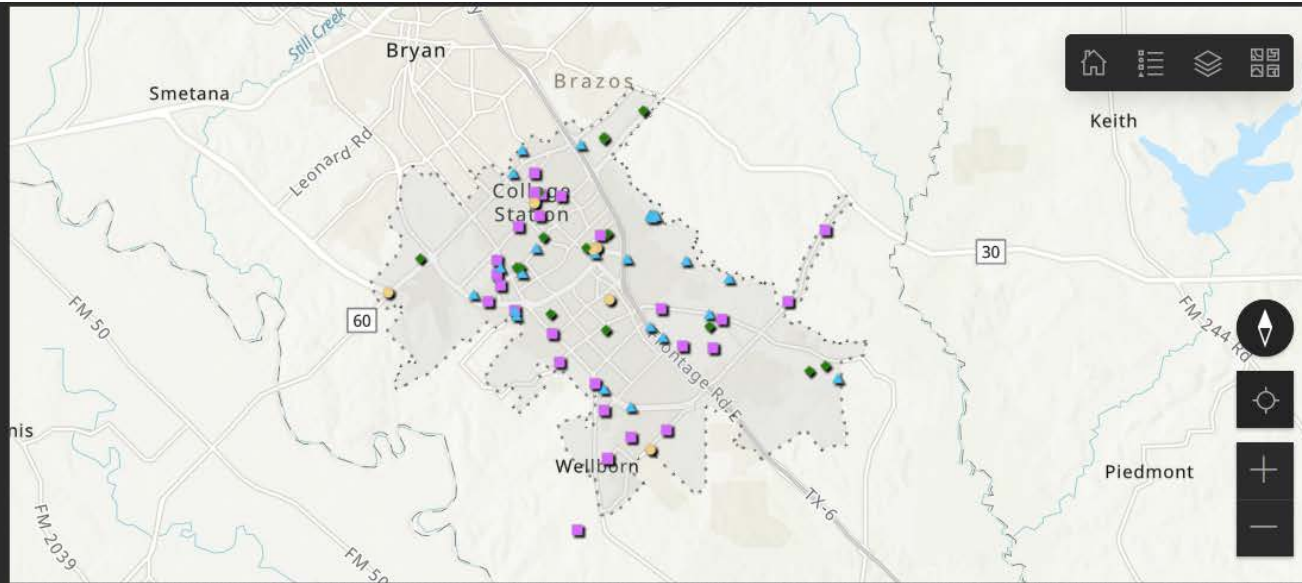 Still Creek
Bryan
Brazos
Smetana
Keith
Leonard Rd
College
Station
30
60
FM 50
FM 244 Rd
Frontage Rd E
nis
Wellborn
Piedmont
TX-6
FM 2039
FM 50